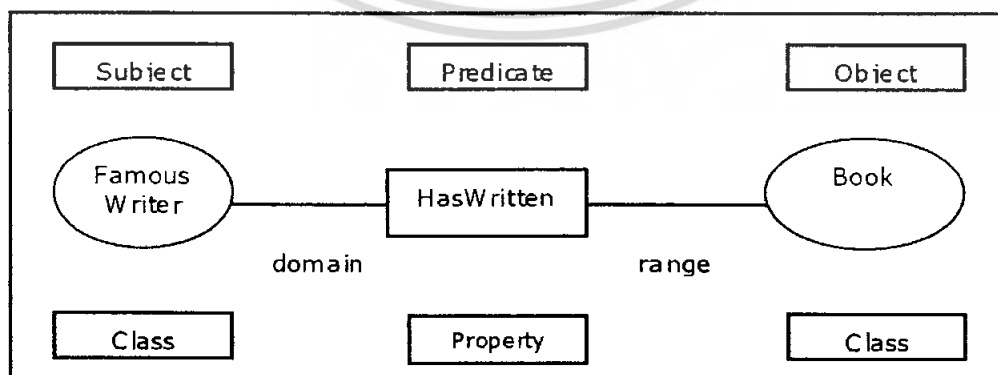 Subject Predicate Object
Famous
Writer
HasWritten
Book
domain range
Class Property Class